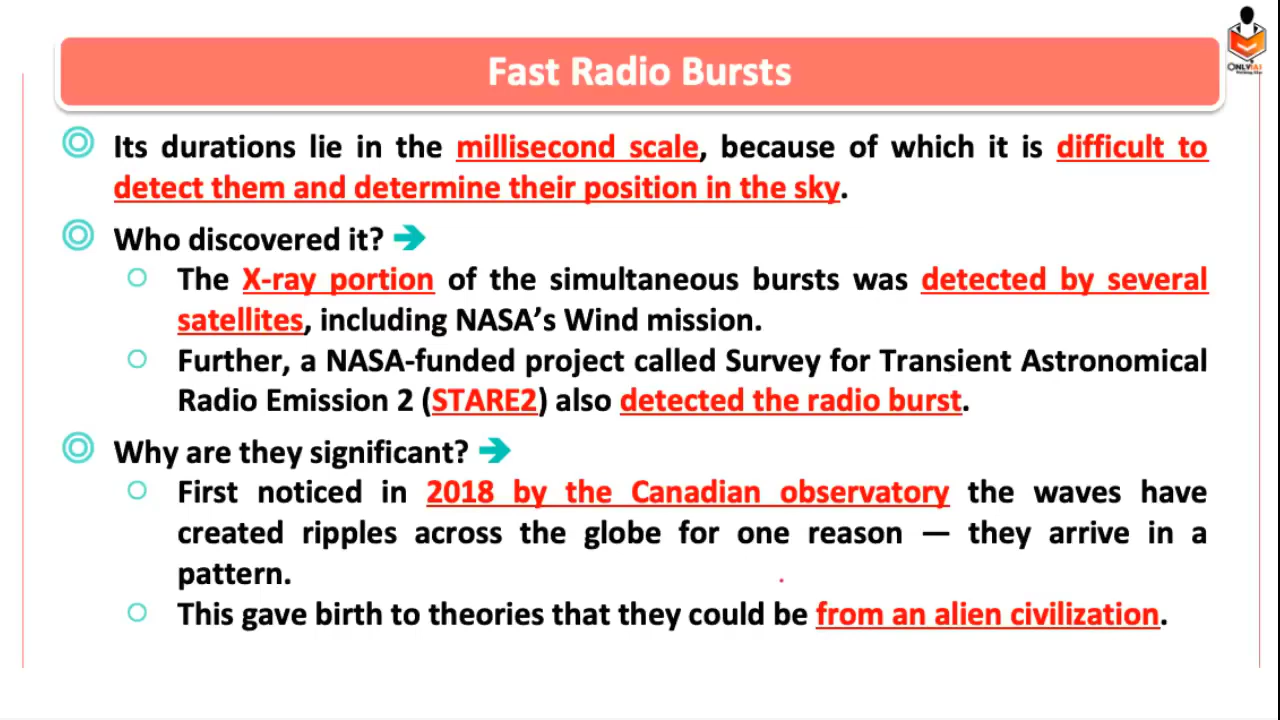 ONLYIAS
Fast Radio Bursts
Its durations lie in the millisecond scale, because of which it is difficult to
detect them and determine their position in the sky.
Who discovered it? ➔
The X-ray portion of the simultaneous bursts was detected by several
satellites, including NASA’s Wind mission.
Further, a NASA-funded project called Survey for Transient Astronomical
Radio Emission 2 (STARE2) also detected the radio burst.
Why are they significant? ➔
First noticed in 2018 by the Canadian observatory the waves have
created ripples across the globe for one reason — they arrive in a
pattern.
This gave birth to theories that they could be from an alien civilization.